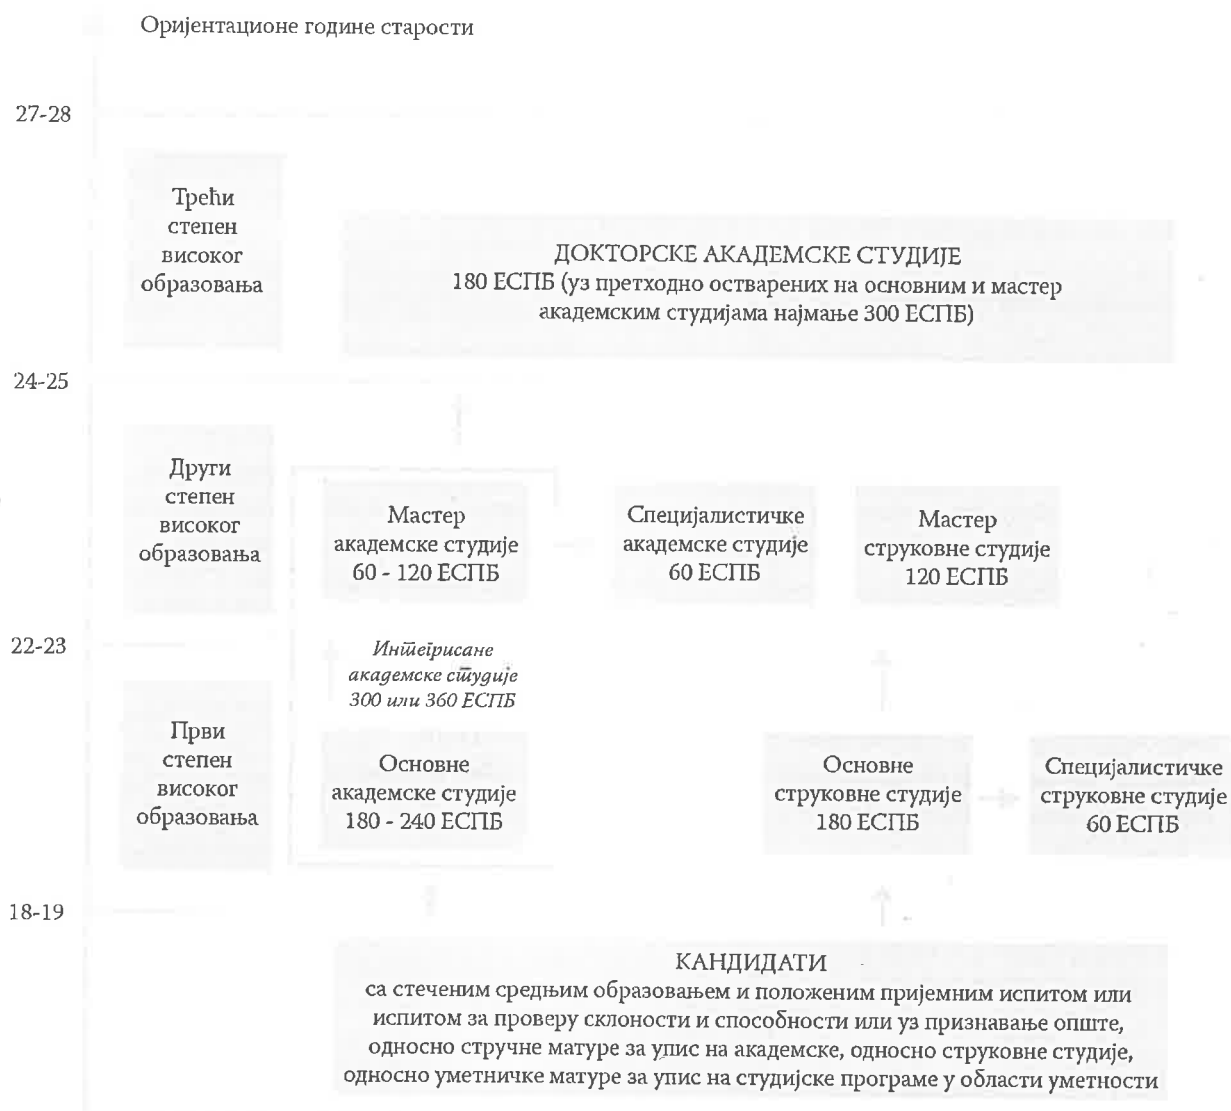 Оријентационе године старости
27-28
Трећи
степен
високог
образовања
ДОКТОРСКЕ АКАДЕМСКЕ СТУДИЈЕ
180 ЕСПБ (уз претходно остварених на основним и мастер
академским студијама најмање 300 ЕСПБ)
24-25
Други
степен
високог
образовања
Мастер
академске студије
60 - 120 ЕСПБ
Специјалистичке
академске студије
60 ЕСПБ
Мастер
струковне студије
120 ЕСПБ
22-23
Интегрисане
академске студије
300 или 360 ЕСПБ
Први
степен
високог
образовања
Основне
академске студије
180 - 240 ЕСПБ
Основне
струковне студије
180 ЕСПБ
Специјалистичке
струковне студије
60 ЕСПБ
18-19
КАНДИДАТИ
са стеченим средњим образовањем и положеним пријемним испитом или
испитом за проверу склоности и способности или уз признавање опште,
односно стручне матуре за упис на академске, односно струковне студије,
односно уметничке матуре за упис на студијске програме у области уметности